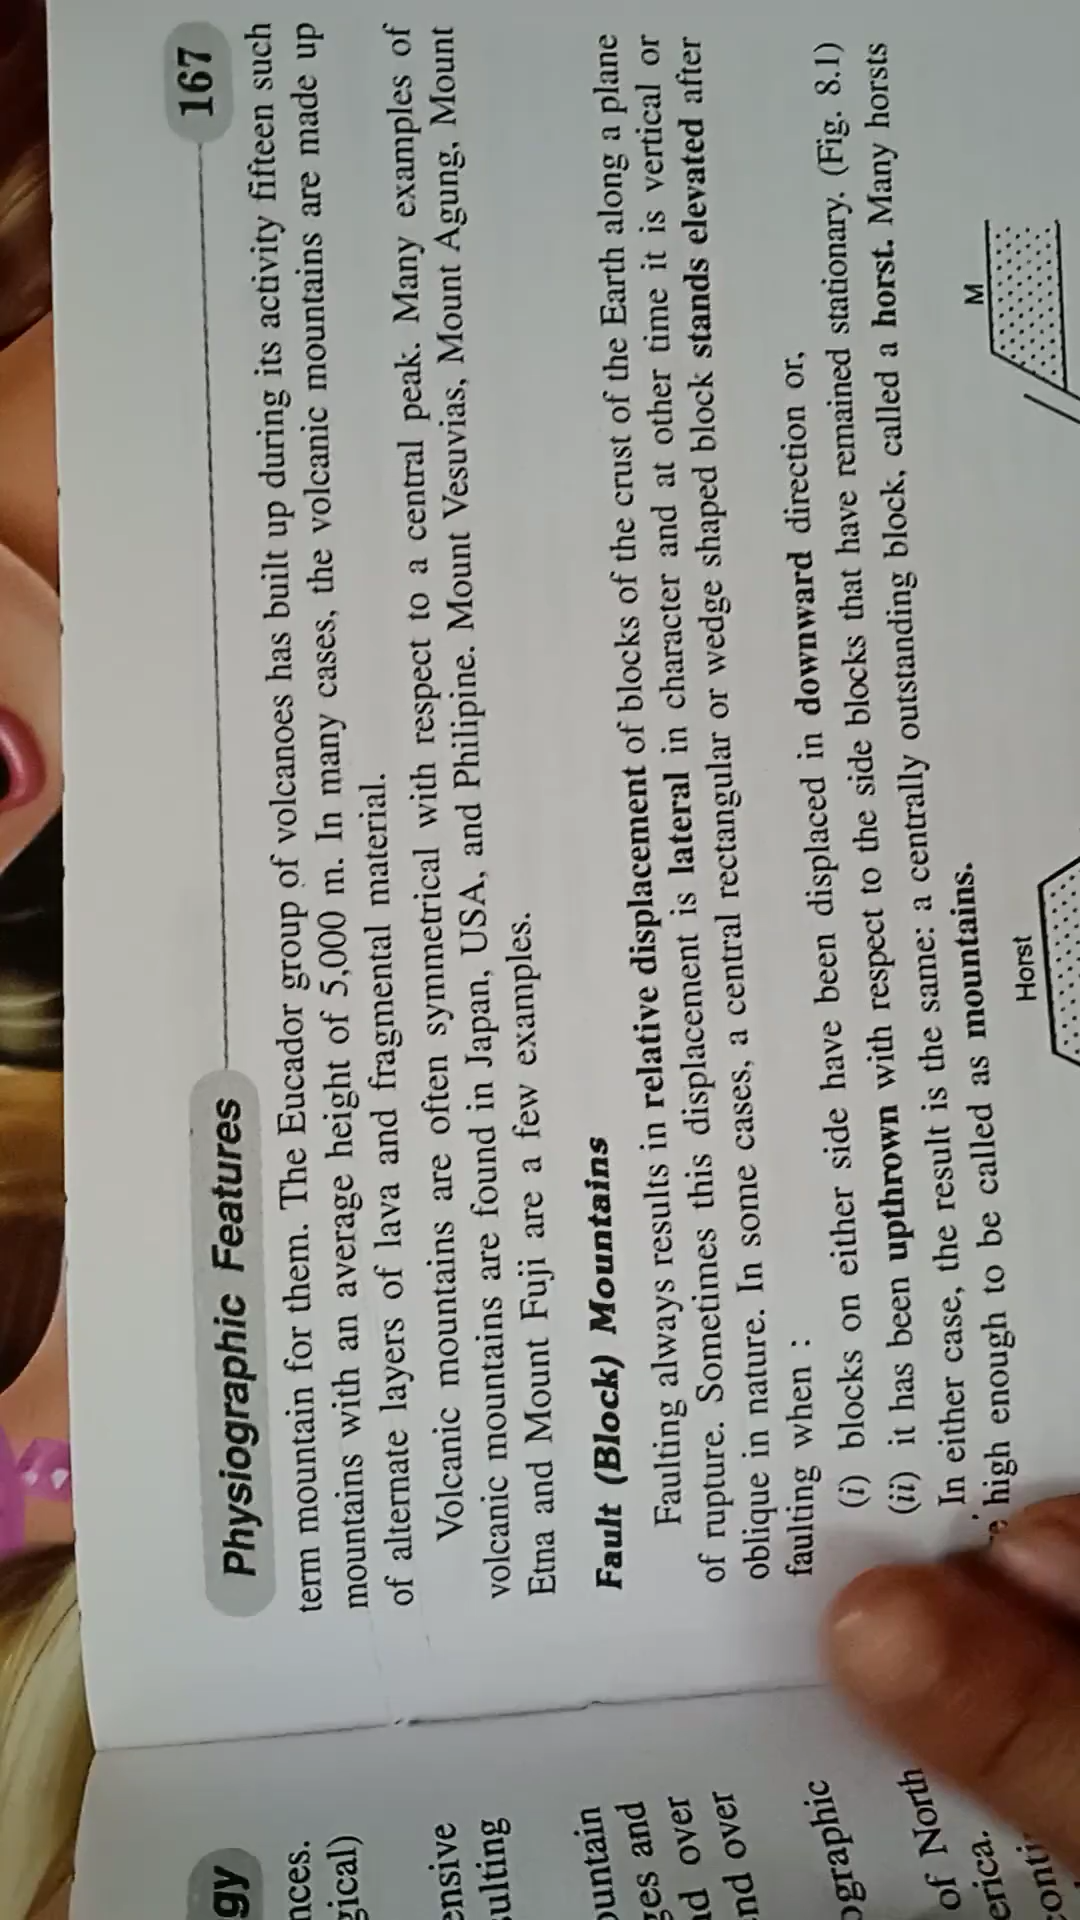 Physiographic Features 167
term mountain for them. The Eucador group of volcanoes has built up during its activity fifteen such
mountains with an average height of 5,000 m. In many cases, the volcanic mountains are made up
of alternate layers of lava and fragmental material.
Volcanic mountains are often symmetrical with respect to a central peak. Many examples of
volcanic mountains are found in Japan, USA, and Philipine. Mount Vesuvias, Mount Agung, Mount
Etna and Mount Fuji are a few examples.
Fault (Block) Mountains
Faulting always results in relative displacement of blocks of the crust of the Earth along a plane
of rupture. Sometimes this displacement is lateral in character and at other time it is vertical or
oblique in nature. In some cases, a central rectangular or wedge shaped block stands elevated after
faulting when :
(i) blocks on either side have been displaced in downward direction or,
(ii) it has been upthrown with respect to the side blocks that have remained stationary. (Fig. 8.1)
In either case, the result is the same: a centrally outstanding block, called a horst. Many horsts
high enough to be called as mountains.
Horst
M
gy
nces.
gical)
ensive
sulting
ountain
ges and
nd over
and over
ographic
of North
erica.